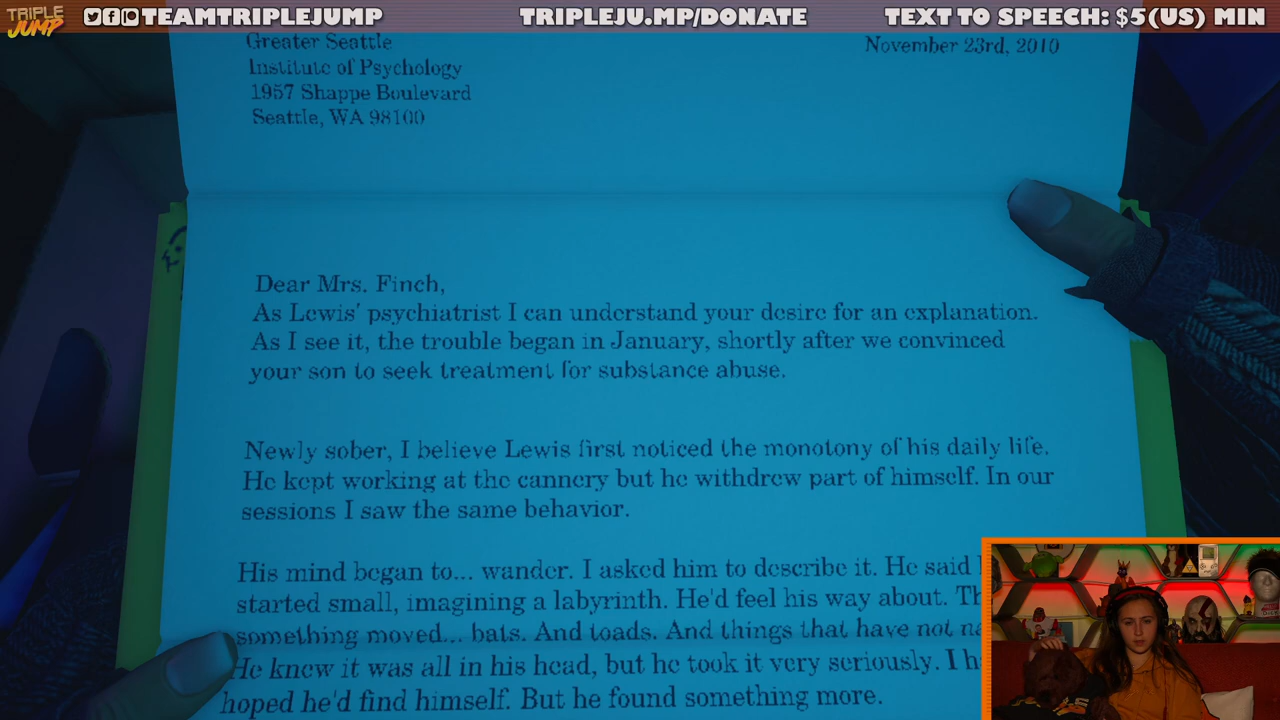 TRIPLE JUMP
@TEAMTRIPLEJUMP
TRIPLEJU.MP/DONATE
TEXT TO SPEECH: $5(US) MIN
Greater Seattle
Institute of Psychology
1957 Shappe Boulevard
Seattle, WA 98100
November 23rd, 2010
Dear Mrs. Finch,
As Lewis' psychiatrist I can understand your desire for an explanation.
As I see it, the trouble began in January, shortly after we convinced
your son to seek treatment for substance abuse.
Newly sober, I believe Lewis first noticed the monotony of his daily life.
He kept working at the cannery but he withdrew part of himself. In our
sessions I saw the same behavior.
His mind began to... wander. I asked him to describe it. He said
started small, imagining a labyrinth. He'd feel his way about.
something moved... bats. And toads. And things that have not
He knew it was all in his head, but he took it very seriously. I
hoped he'd find himself. But he found something more.